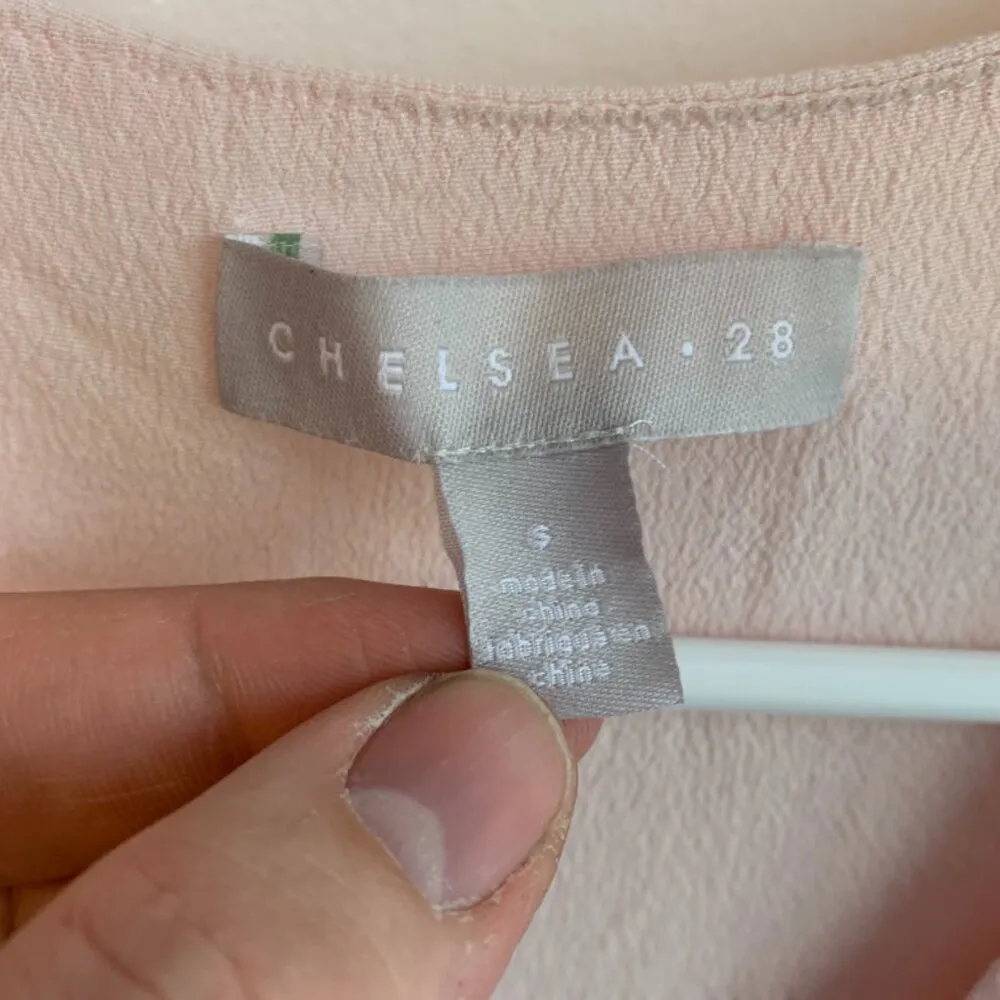 CHELSEA · 28
S
made in
china
fabriqué en
chine